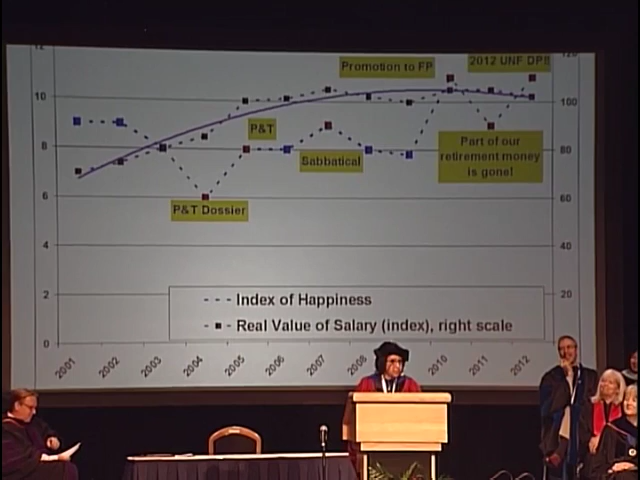 12
120
Promotion to FP
2012 UNF DP!!
10
100
P&T
8
80
Sabbatical
Part of our
retirement money
is gone!
6
60
P&T Dossier
4
40
2
20
Index of Happiness
Real Value of Salary (index), right scale
0
2001
2002
2003
2004
2005
2006
2007
2008
2010
2011
2012